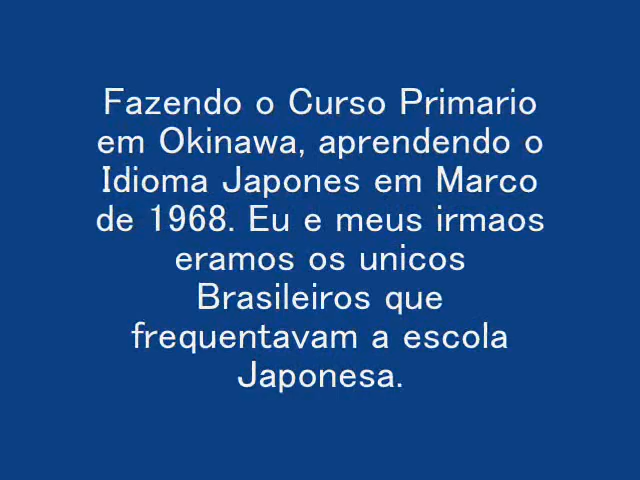 Fazendo o Curso Primario
em Okinawa, aprendendo o
Idioma Japones em Marco
de 1968. Eu e meus irmaos
eramos os unicos
Brasileiros que
frequentavam a escola
Japonesa.